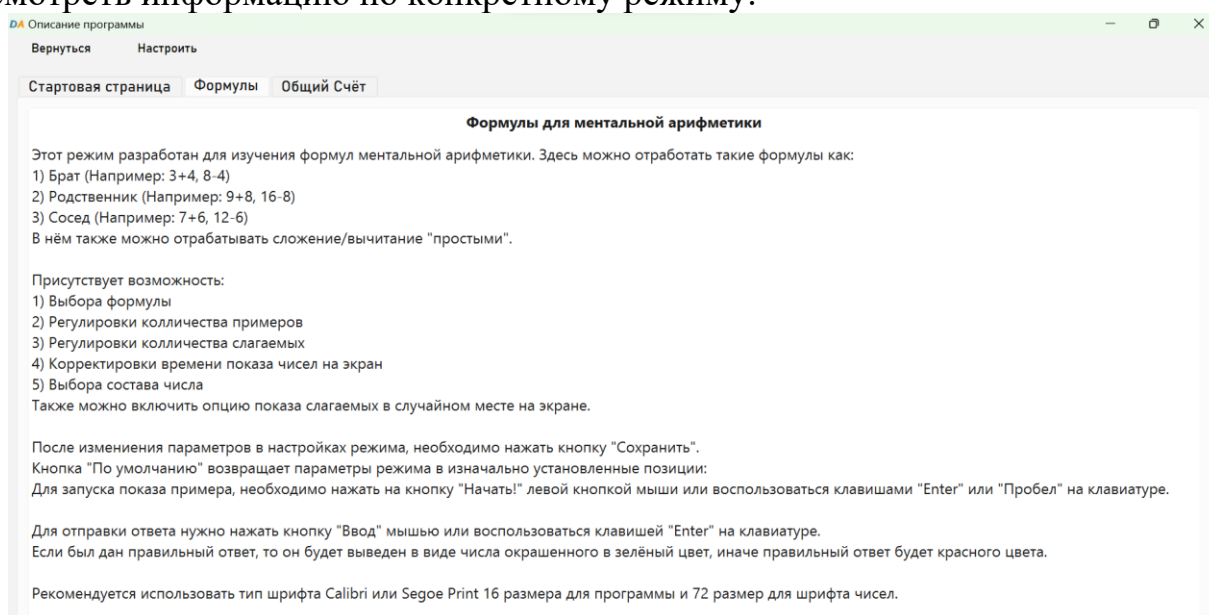 смотреть информацию по конкретному режиму.
DA Описание программы
Вернуться Настроить
Стартовая страница Формулы Общий Счёт
Формулы для ментальной арифметики
Этот режим разработан для изучения формул ментальной арифметики. Здесь можно отработать такие формулы как:
1) Брат (Например: 3+4, 8-4)
2) Родственник (Например: 9+8, 16-8)
3) Сосед (Например: 7+6, 12-6)
В нём также можно отрабатывать сложение/вычитание "простыми".
Присутствует возможность:
1) Выбора формулы
2) Регулировки колличества примеров
3) Регулировки колличества слагаемых
4) Корректировки времени показа чисел на экран
5) Выбора состава числа
Также можно включить опцию показа слагаемых в случайном месте на экране.
После измениения параметров в настройках режима, необходимо нажать кнопку "Сохранить".
Кнопка "По умолчанию" возвращает параметры режима в изначально установленные позиции:
Для запуска показа примера, необходимо нажать на кнопку "Начать!" левой кнопкой мыши или воспользоваться клавишами "Enter" или "Пробел" на клавиатуре.
Для отправки ответа нужно нажать кнопку "Ввод" мышью или воспользоваться клавишей "Enter" на клавиатуре.
Если был дан правильный ответ, то он будет выведен в виде числа окрашенного в зелёный цвет, иначе правильный ответ будет красного цвета.
Рекомендуется использовать тип шрифта Calibri или Segoe Print 16 размера для программы и 72 размер для шрифта чисел.